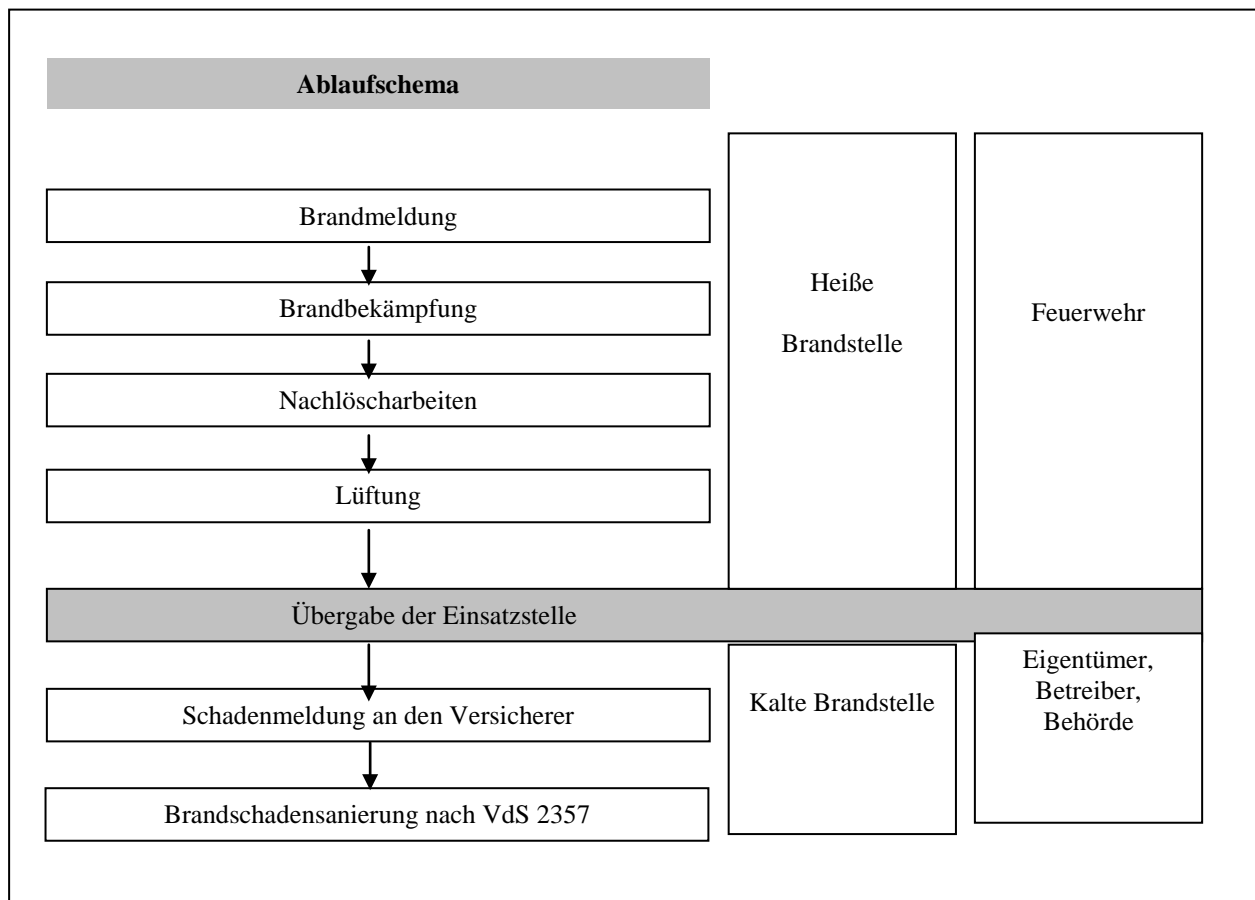 Ablaufschema
Brandmeldung
Brandbekämpfung
Nachlöscharbeiten
Lüftung
Heiße
Brandstelle
Feuerwehr
Übergabe der Einsatzstelle
Schadenmeldung an den Versicherer
Brandschadensanierung nach VdS 2357
Kalte Brandstelle
Eigentümer,
Betreiber,
Behörde